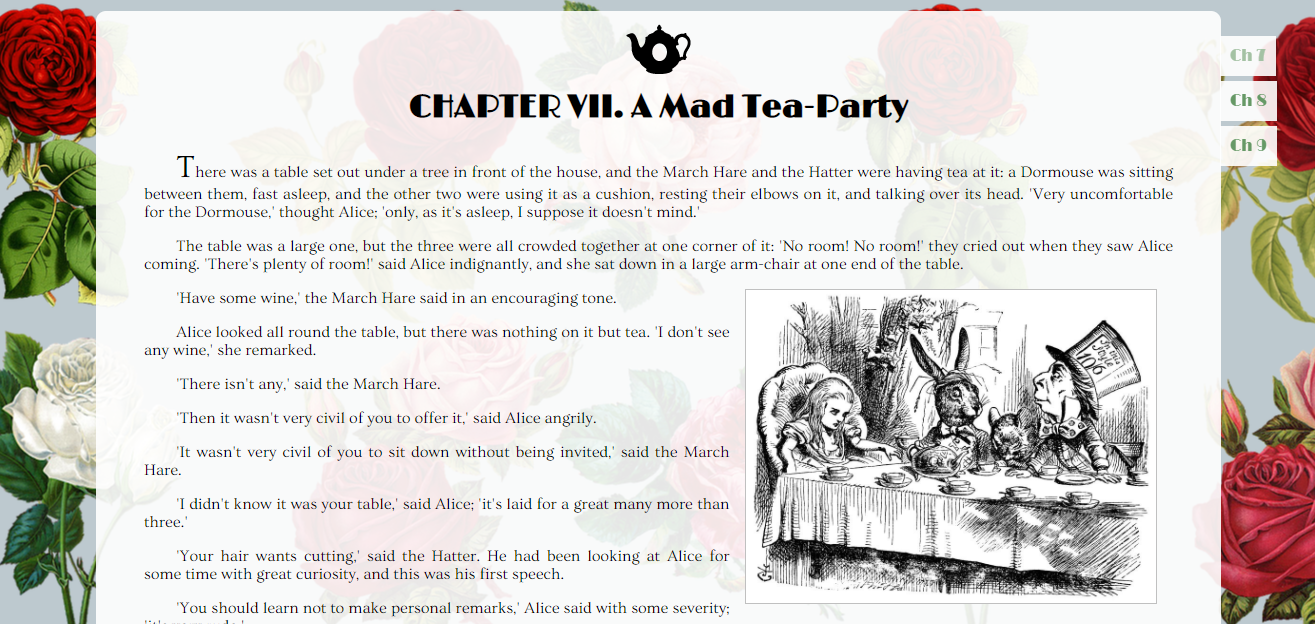 CHAPTER VII. A Mad Tea-Party
Ch 7
Ch 8
Ch 9
There was a table set out under a tree in front of the house, and the March Hare and the Hatter were having tea at it: a Dormouse was sitting
between them, fast asleep, and the other two were using it as a cushion, resting their elbows on it, and talking over its head. 'Very uncomfortable
for the Dormouse,' thought Alice; 'only, as it's asleep, I suppose it doesn't mind.'
The table was a large one, but the three were all crowded together at one corner of it: 'No room! No room!' they cried out when they saw Alice
coming. 'There's plenty of room!' said Alice indignantly, and she sat down in a large arm-chair at one end of the table.
'Have some wine,' the March Hare said in an encouraging tone.
Alice looked all round the table, but there was nothing on it but tea. 'I don't see
any wine,' she remarked.
'There isn't any,' said the March Hare.
'Then it wasn't very civil of you to offer it,' said Alice angrily.
'It wasn't very civil of you to sit down without being invited,' said the March
Hare.
'I didn't know it was your table,' said Alice; 'it's laid for a great many more than
three.'
'Your hair wants cutting,' said the Hatter. He had been looking at Alice for
some time with great curiosity, and this was his first speech.
'You should learn not to make personal remarks,' Alice said with some severity;
IN THIS
STYLE
10/6